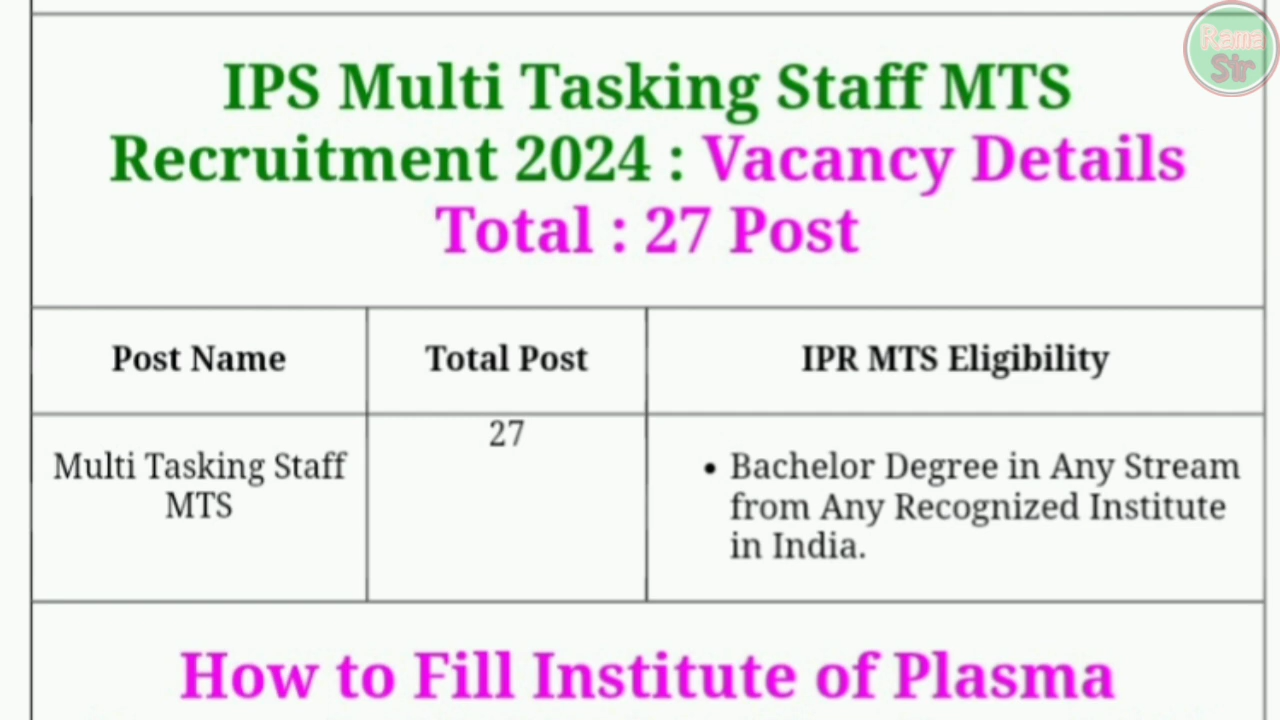 Rama
Sir
IPS Multi Tasking Staff MTS
Recruitment 2024 : Vacancy Details
Total : 27 Post
Post Name
Total Post
IPR MTS Eligibility
Multi Tasking Staff
MTS
27
• Bachelor Degree in Any Stream
from Any Recognized Institute
in India.
How to Fill Institute of Plasma